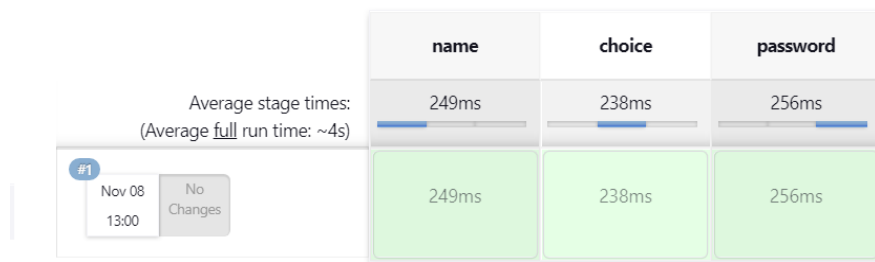 name choice password
Average stage times: 249ms 238ms 256ms
(Average full run time: ~4s)
#1
Nov 08 No
Changes
13:00
249ms 238ms 256ms